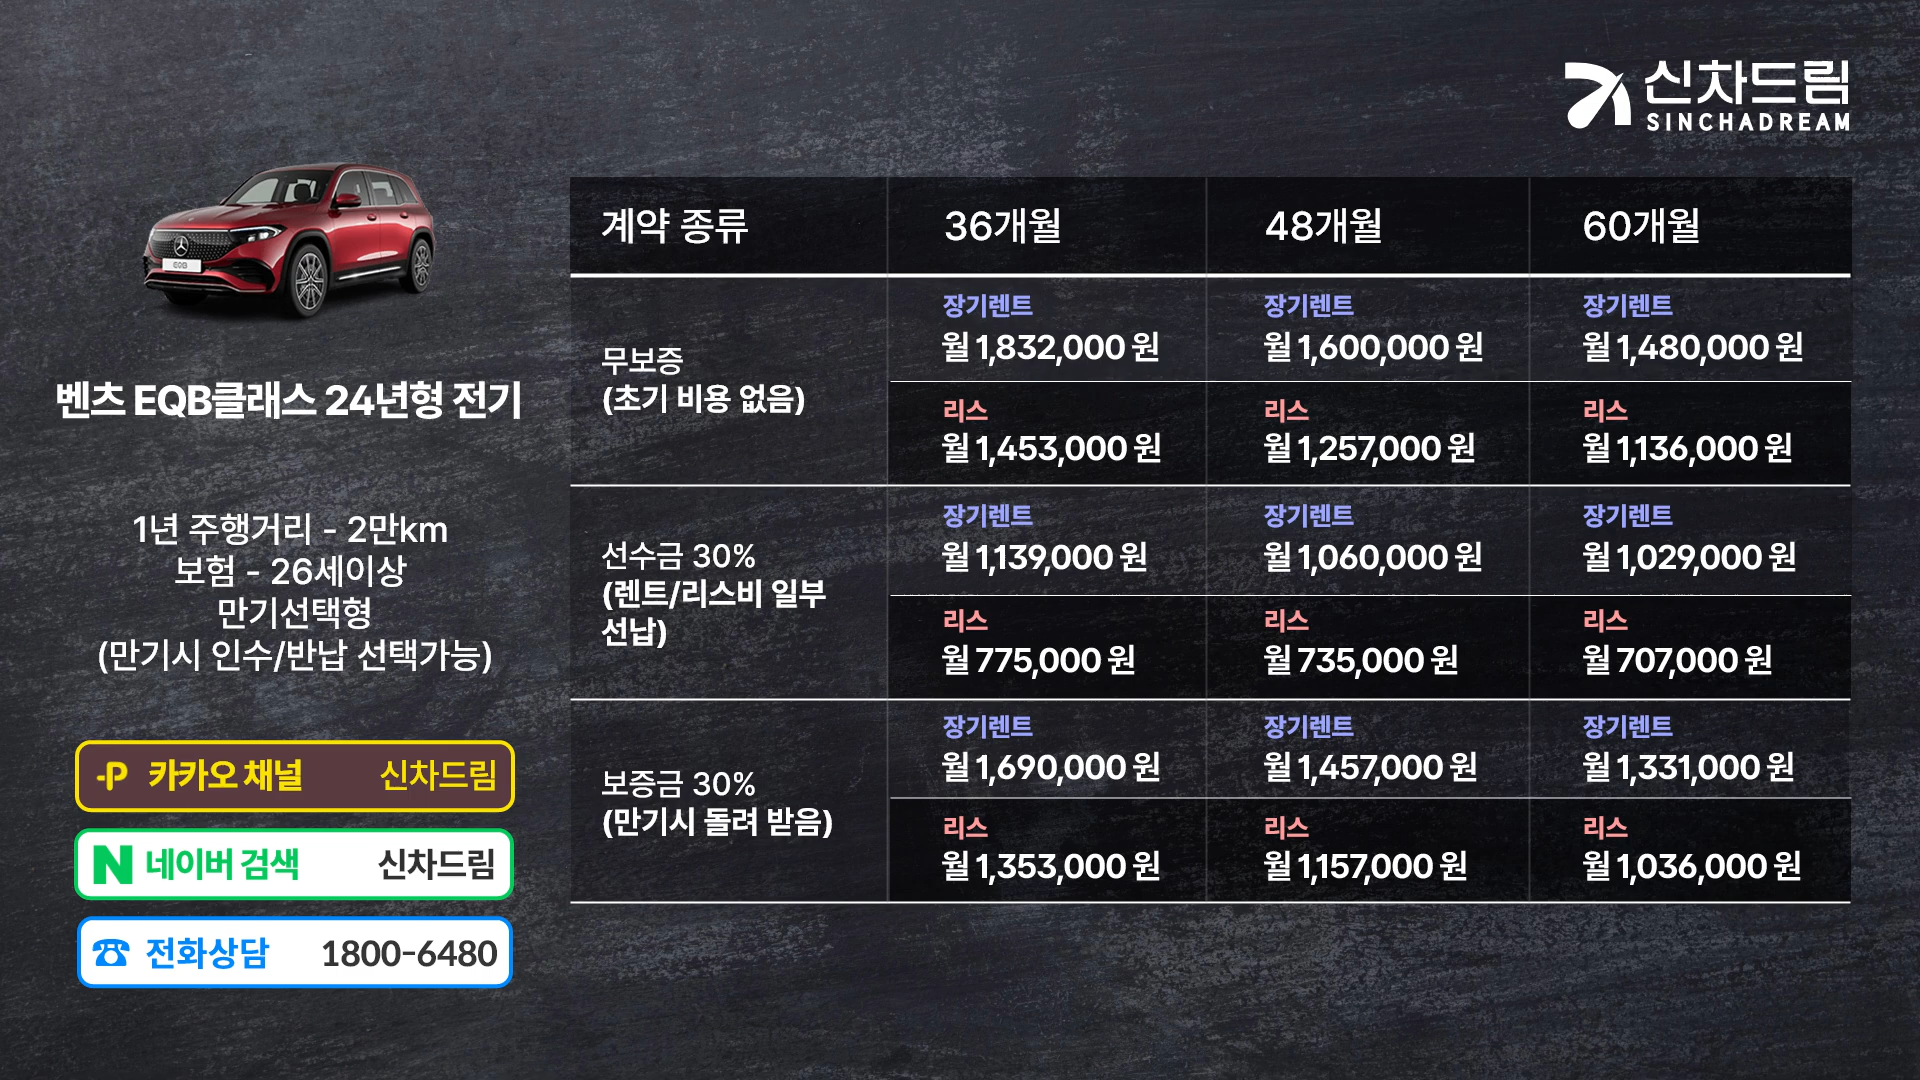 신차드림
SINCHADREAM
EQB
벤츠 EQB클래스 24년형 전기
1년 주행거리 - 2만km
보험 - 26세이상
만기선택형
(만기시 인수/반납 선택가능)
카카오 채널 신차드림
네이버 검색 신차드림
전화상담 1800-6480
계약 종류 36개월 48개월 60개월
무보증
(초기 비용 없음)
장기렌트 장기렌트 장기렌트
월 1,832,000 원 월 1,600,000 원 월 1,480,000 원
리스 리스 리스
월 1,453,000 원 월 1,257,000 원 월 1,136,000 원
선수금 30%
(렌트/리스비 일부
선납)
장기렌트 장기렌트 장기렌트
월 1,139,000 원 월 1,060,000 원 월 1,029,000 원
리스 리스 리스
월 775,000 원 월 735,000 원 월 707,000 원
보증금 30%
(만기시 돌려 받음)
장기렌트 장기렌트 장기렌트
월 1,690,000 원 월 1,457,000 원 월 1,331,000 원
리스 리스 리스
월 1,353,000 원 월 1,157,000 원 월 1,036,000 원